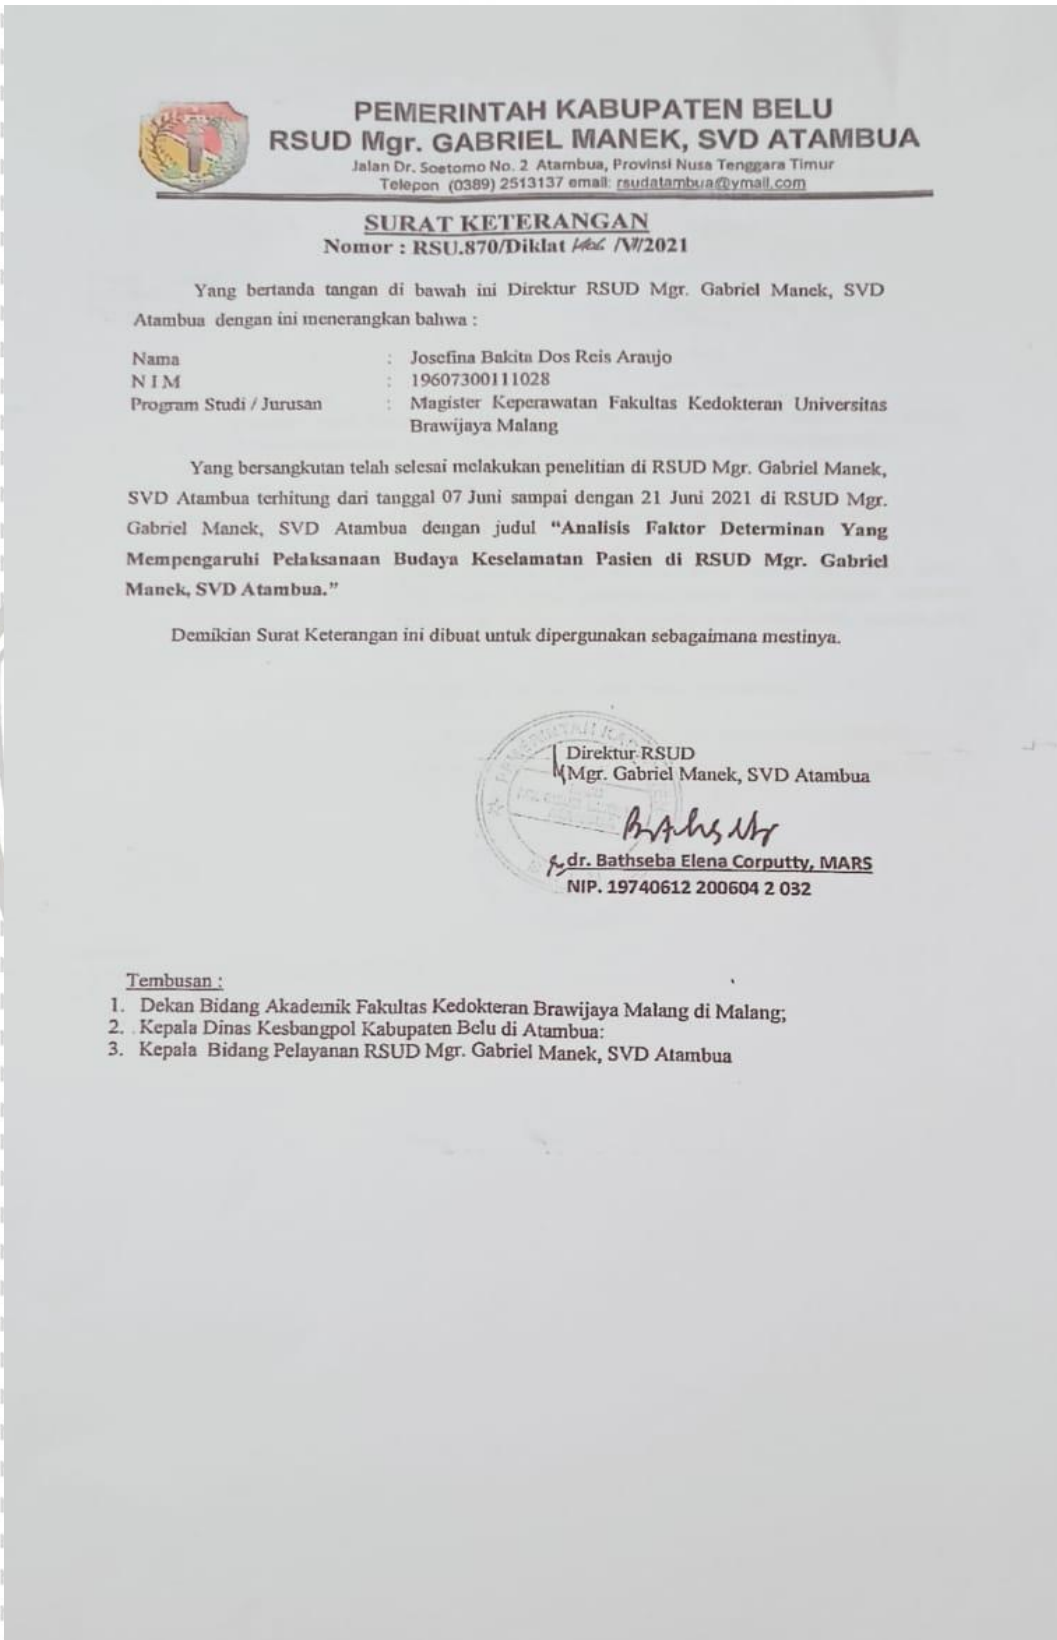 PEMERINTAH KABUPATEN BELU
RSUD Mgr. GABRIEL MANEK, SVD ATAMBUA
Jalan Dr. Soetomo No. 2 Atambua, Provinsi Nusa Tenggara Timur
Telepon (0389) 2513137 email: rsudatambua@ymail.com
SURAT KETERANGAN
Nomor : RSU.870/Diklat /VI/2021
Yang bertanda tangan di bawah ini Direktur RSUD Mgr. Gabriel Manek, SVD
Atambua dengan ini menerangkan bahwa :
Nama : Josefina Bakita Dos Reis Araujo
N I M : 19607300111028
Program Studi / Jurusan : Magister Keperawatan Fakultas Kedokteran Universitas
Brawijaya Malang
Yang bersangkutan telah selesai melakukan penelitian di RSUD Mgr. Gabriel Manek,
SVD Atambua terhitung dari tanggal 07 Juni sampai dengan 21 Juni 2021 di RSUD Mgr.
Gabriel Manek, SVD Atambua dengan judul “Analisis Faktor Determinan Yang
Mempengaruhi Pelaksanaan Budaya Keselamatan Pasien di RSUD Mgr. Gabriel
Manek, SVD Atambua.”
Demikian Surat Keterangan ini dibuat untuk dipergunakan sebagaimana mestinya.
Direktur RSUD
Mgr. Gabriel Manek, SVD Atambua
dr. Bathseba Elena Corputty, MARS
NIP. 19740612 200604 2 032
Tembusan :
1. Dekan Bidang Akademik Fakultas Kedokteran Brawijaya Malang di Malang;
2. Kepala Dinas Kesbangpol Kabupaten Belu di Atambua:
3. Kepala Bidang Pelayanan RSUD Mgr. Gabriel Manek, SVD Atambua